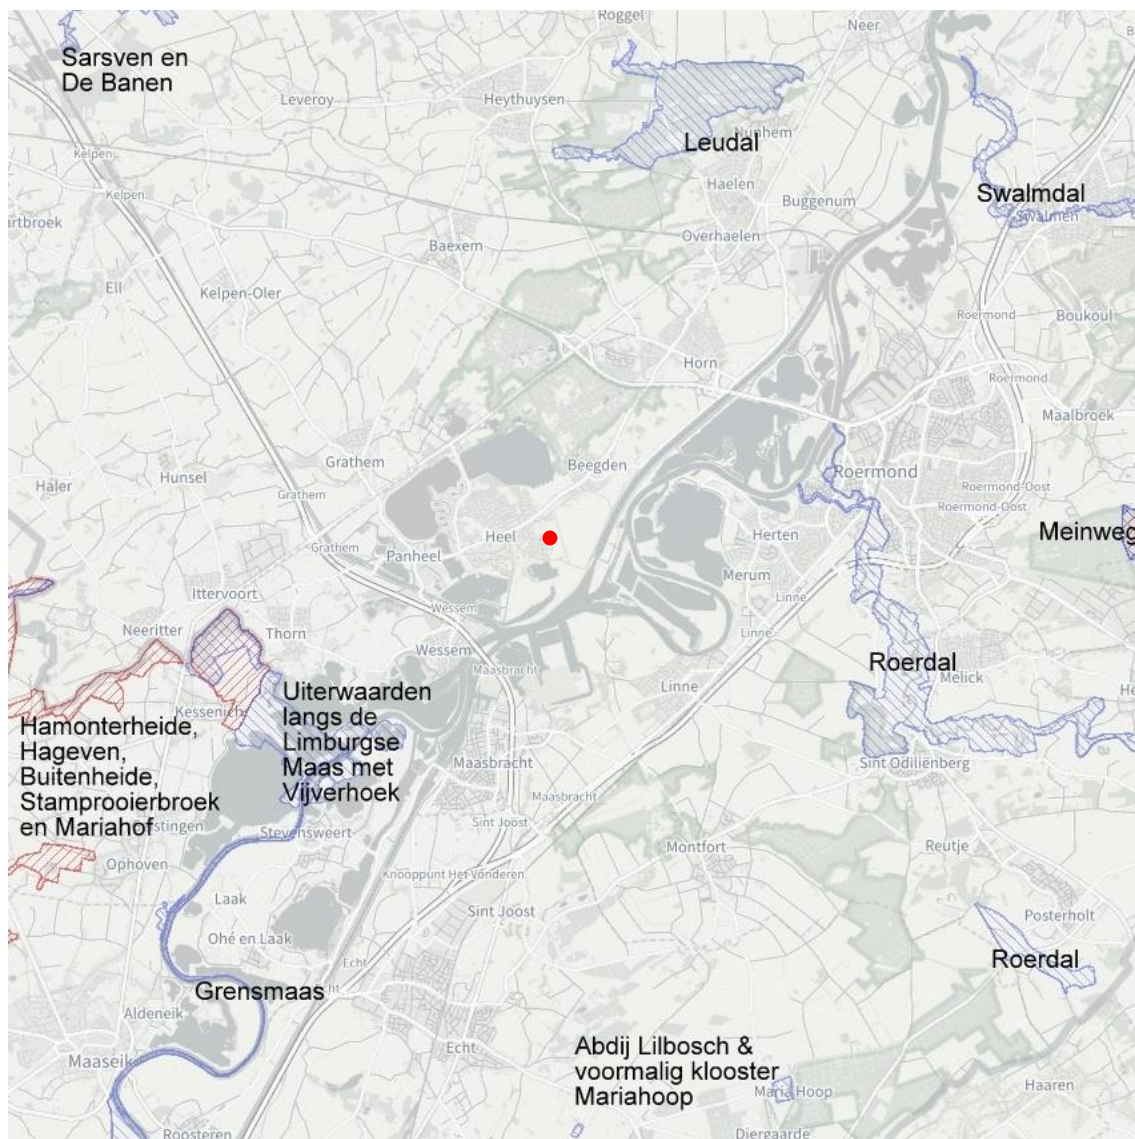 Roggel
Neer
Sarsven en
De Banen
Leveroy
Heythuysen
Leudal
Nunhem
Kelpen
Haelen
Kelpen
Swalmdal
Buggenum
Swalmen
artbroek
Baexem
Overhaelen
Ell
Kelpen-Oler
Roermond
Boukoul
Horn
Roermond
Maalbroek
Grathem
Beegden
Hunsel
Roermond
Haler
Grathem
Roermond-Oost
Roermond-Oost
Meinweg
Heel
Herten
Grathem
Panheel
Merum
Ittervoort
Linne
Wessem
Neeritter
Thorn
Linne
Wessem
Roerdal
Maasbracht
Melick
Linne
He
Kessenich
Uiterwaarden
langs de
Limburgse
Maas met
Vijverhoek
Hamonterheide,
Hageven,
Buitenheide,
Stamprooierbroek
en Mariahof
Maasbracht
Sint Odiliënberg
Maasbracht
stingen
Sint Joost
Stevensweert
Montfort
Reutje
Ophoven
Knooppunt Het Vonderen
Laak
Sint Joost
Posterholt
Ohé en Laak
Roerdal
Echt
Grensmaas
ht
Aldeneik
Echt
Abdij Lilbosch &
voormalig klooster
Mariahoop
Maaseik
Maria Hoop
Haaren
Roosteren
Diergaarde